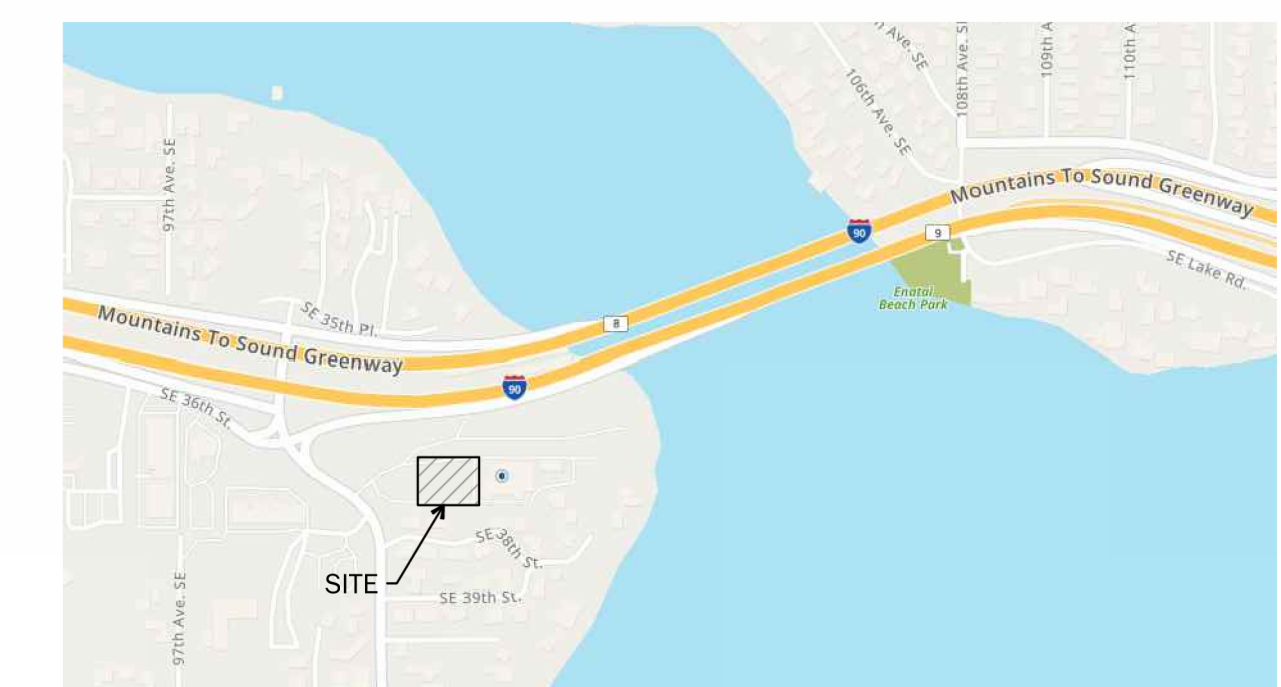 Ave. SE
108th Ave. SE
109th A
110th A
106th Ave. SE
97th Ave. SE
Mountains To Sound Greenway
90
9
SE Lake Rd.
Enatai
Beach Park
SE 35th Pl.
8
Mountains To Sound Greenway
90
SE 36th St.
SE 38th St.
SITE
SE 39th St.
97th Ave. SE